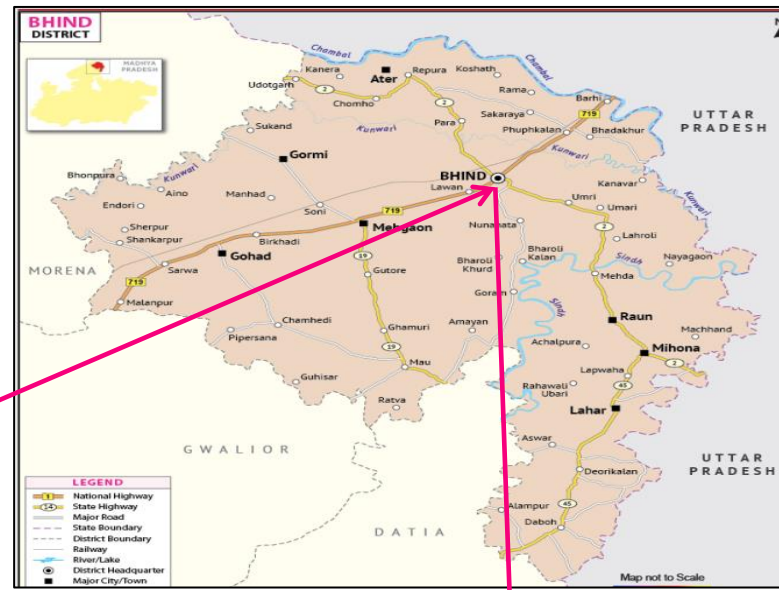 BHIND
DISTRICT
MADHYA
PRADESH
N
Chambal
Kanera
Ater
Repura
Koshath
Chambal
Udotgarh
2
Chomho
2
Rama
Barhi
719
UTTAR
PRADESH
Sukand
Kunwari
Para
Sakaraya
Phuphkalan
Bhadakhur
Gormi
Kunwari
BHIND
Bhonpura
Kunwari
Aino
Manhad
Lawan
Kanavar
Kunwari
Endori
Soni
719
Umri
Umari
Sherpur
Shankarpur
Birkhadi
Mehgaon
Nunahata
2
Lahroli
MORENA
Sarwa
Gohad
19
Gutore
Bharoli
Khurd
Bharoli
Kalan
Sindh
Nayagaon
719
Malanpur
Goram
Mehda
Sindh
Chamhedi
Pipersana
Ghamuri
Amayan
Raun
Machhand
19
Achalpura
Mihona
Mau
Lapwaha
2
Guhisar
Rahawali
Ubari
45
Ratva
Lahar
GWALIOR
Aswar
UTTAR
PRADESH
Deorikalan
DATIA
Alampur
45
Daboh
LEGEND
1 National Highway
14 State Highway
Major Road
State Boundary
District Boundary
Railway
River/Lake
District Headquarter
Major City/Town
Map not to Scale